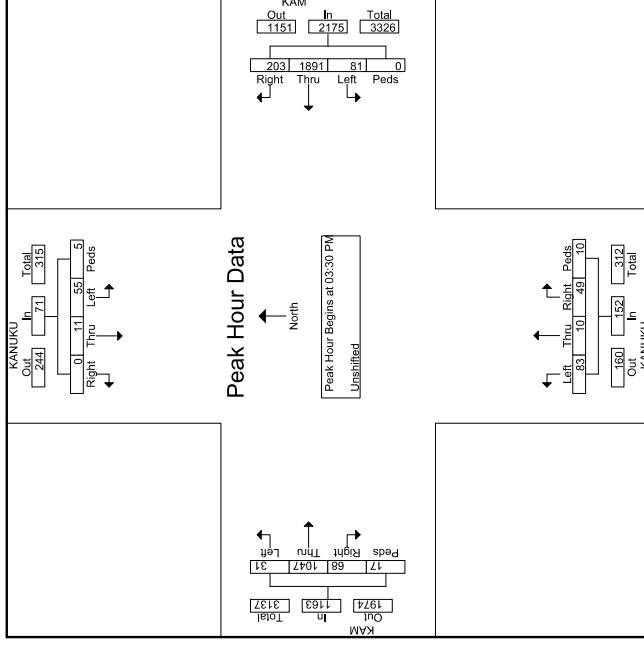 KAM
Out In Total
1151 2175 3326
203 1891 81 0
Right Thru Left Peds
KANUKU
Out In Total
244 71 315
0 11 55 5
Right Thru Left Peds
Peak Hour Data
North
Peak Hour Begins at 03:30 PM
Unshifted
Left Thru Right Peds
83 10 49 10
160 152 312
Out In Total
KANUKU
Left Thru Right Peds
31 1047 68 17
3137 1163 1974
Total In Out
KAM